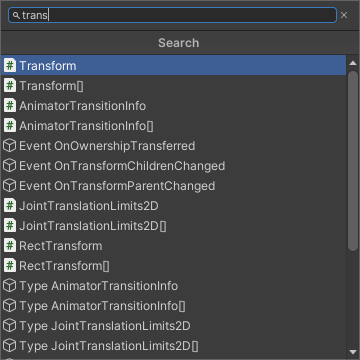 trans
Search
Transform
Transform[]
AnimatorTransitionInfo
AnimatorTransitionInfo[]
Event OnOwnershipTransferred
Event OnTransformChildrenChanged
Event OnTransformParentChanged
JointTranslationLimits2D
JointTranslationLimits2D[]
RectTransform
RectTransform[]
Type AnimatorTransitionInfo
Type AnimatorTransitionInfo[]
Type JointTranslationLimits2D
Type JointTranslationLimits2D[]